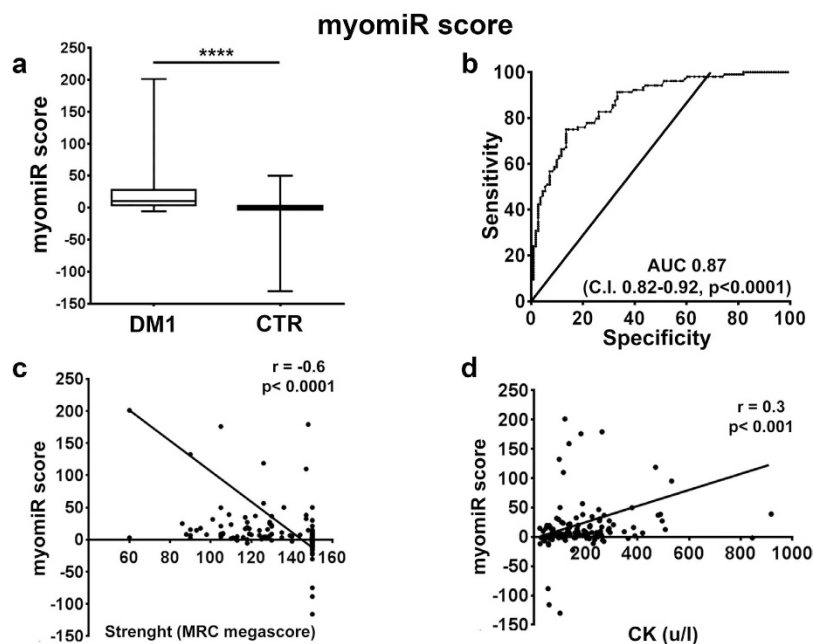 myomiR score
a
****
myomiR score
250
200
150
100
50
0
-50
-100
-150
DM1 CTR
b
Sensitivity
100
80
60
40
20
0
AUC 0.87
(C.I. 0.82-0.92, p<0.0001)
0 20 40 60 80 100
Specificity
c
r = -0.6
p< 0.0001
myomiR score
250
200
150
100
50
0
-50
-100
-150
40 60 80 100 120 140 160
Strenght (MRC megascore)
d
r = 0.3
p< 0.001
myomiR score
250
200
150
100
50
0
-50
-100
-150
200 400 600 800 1000
CK (u/l)